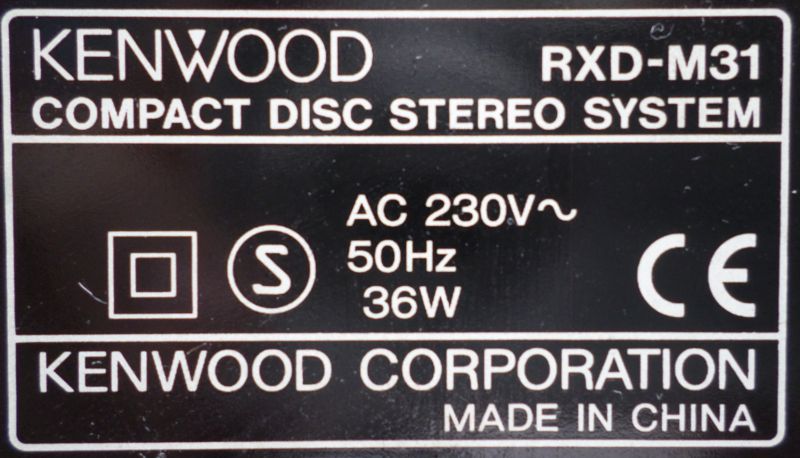 KENWOOD RXD-M31
COMPACT DISC STEREO SYSTEM
AC 230V~
50Hz
36W
S
CE
KENWOOD CORPORATION
MADE IN CHINA